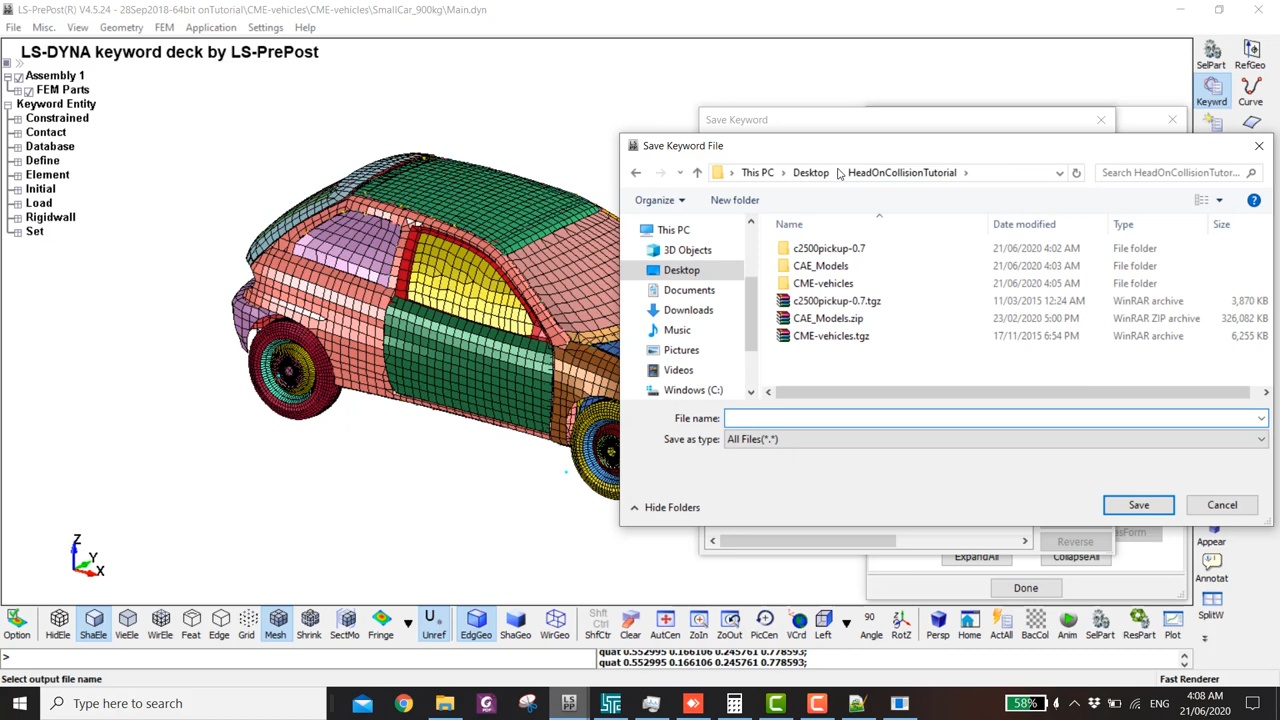 LS-PrePost(R) V4.5.24 - 28Sep2018-64bit onTutorial\CME-vehicles\CME-vehicles\SmallCar_900kg\Main.dyn
File Misc. View Geometry FEM Application Settings Help
LS-DYNA keyword deck by LS-PrePost
Assembly 1
FEM Parts
Keyword Entity
Constrained
Contact
Database
Define
Element
Initial
Load
Rigidwall
Set
SelPart RefGeo
Keywrd Curve
Save Keyword
Save Keyword File
This PC › Desktop › HeadOnCollisionTutorial ›
Search HeadOnCollisionTutor...
Organize New folder
This PC
3D Objects
Desktop
Documents
Downloads
Music
Pictures
Videos
Windows (C:)
Name Date modified Type Size
c2500pickup-0.7 21/06/2020 4:02 AM File folder
CAE_Models 21/06/2020 4:03 AM File folder
CME-vehicles 21/06/2020 4:05 AM File folder
c2500pickup-0.7.tgz 11/03/2015 12:24 AM WinRAR archive 3,870 KB
CAE_Models.zip 23/02/2020 5:00 PM WinRAR ZIP archive 326,082 KB
CME-vehicles.tgz 17/11/2015 6:54 PM WinRAR archive 6,255 KB
File name:
Save as type: All Files(*.*)
Hide Folders Save Cancel
Reverse
ExpandAll CollapseAll
Done
Appear
Annotat
SplitW
Z
Y
X
Option HidEle ShaEle VieEle WirEle Feat Edge Grid Mesh Shrink SectMo Fringe Unref EdgGeo ShaGeo WirGeo Shft Ctrl ShfCtr Clear AutCen ZoIn ZoOut PicCen VCrd Left 90 Angle RotZ Persp Home ActAll BacCol Anim SelPart ResPart Plot
>
quat 0.552995 0.166106 0.245761 0.778593;
quat 0.552995 0.166106 0.245761 0.778593;
Select output file name
Fast Renderer
Type here to search
58%
ENG
4:08 AM
21/06/2020